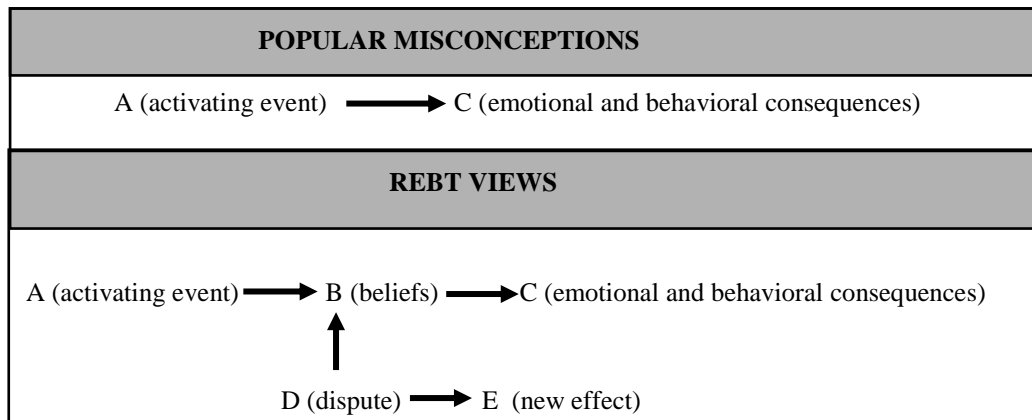 POPULAR MISCONCEPTIONS
A (activating event) C (emotional and behavioral consequences)
REBT VIEWS
A (activating event) B (beliefs) C (emotional and behavioral consequences)
D (dispute) E (new effect)